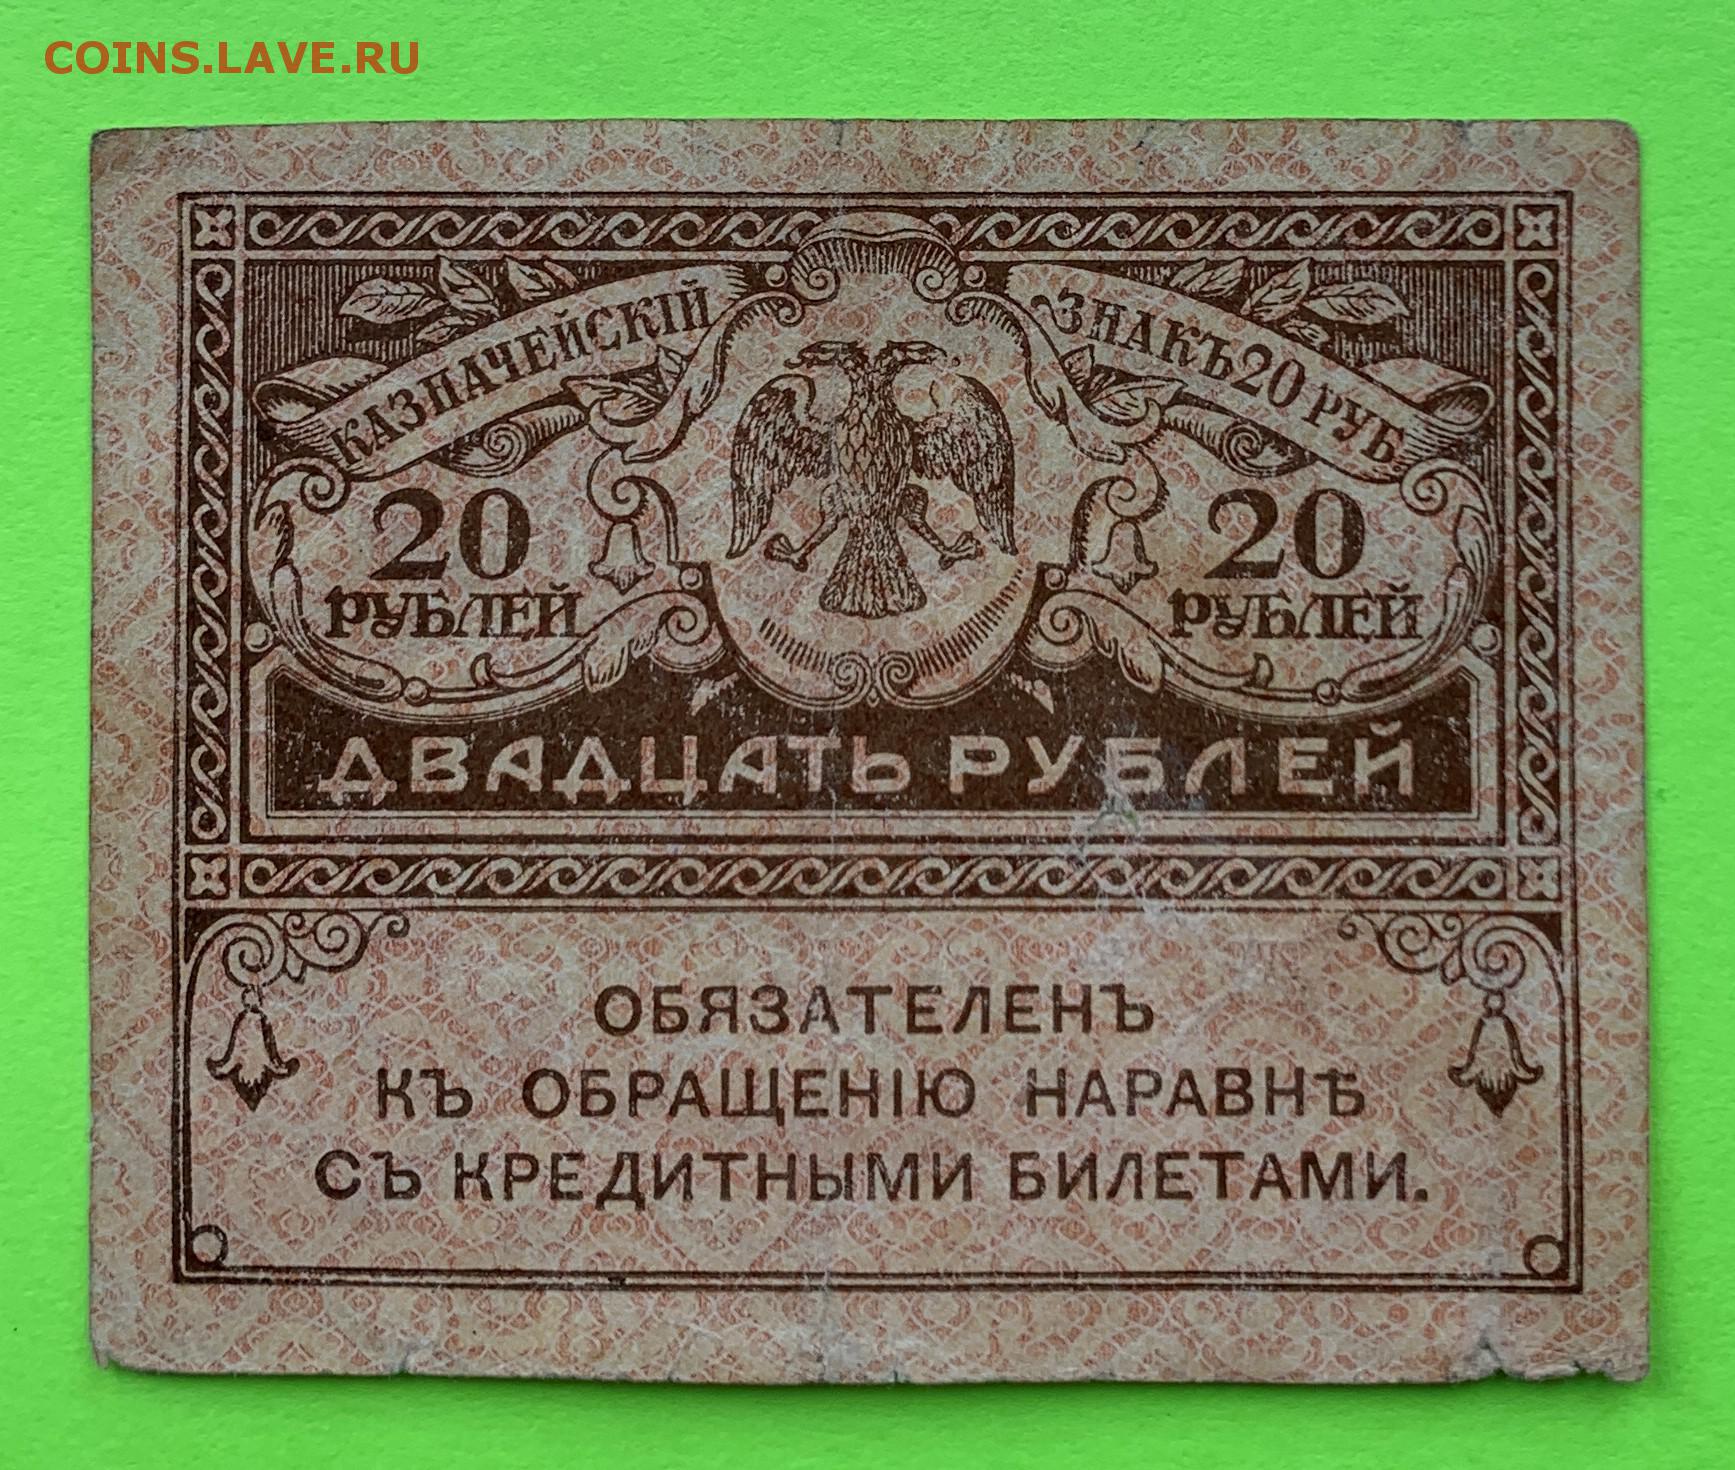 COINS.LAVE.RU
КАЗНАЧЕЙСКІЙ ЗНАКЪ 20 РУБ.
20 РУБЛЕЙ
20 РУБЛЕЙ
ДВАДЦАТЬ РУБЛЕЙ
ОБЯЗАТЕЛЕНЪ
КЪ ОБРАЩЕНІЮ НАРАВНѢ
СЪ КРЕДИТНЫМИ БИЛЕТАМИ.